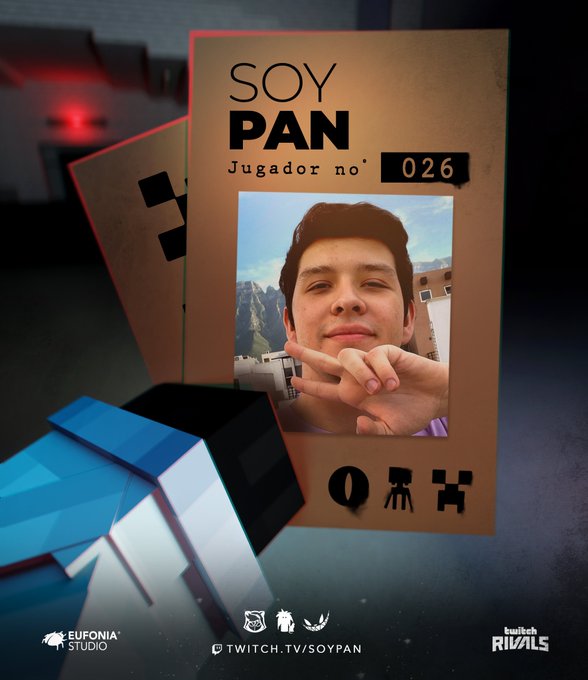 SOY
PAN
Jugador no° 026
EUFONIA®
STUDIO
TWITCH.TV/SOYPAN
twitch
RIVALS